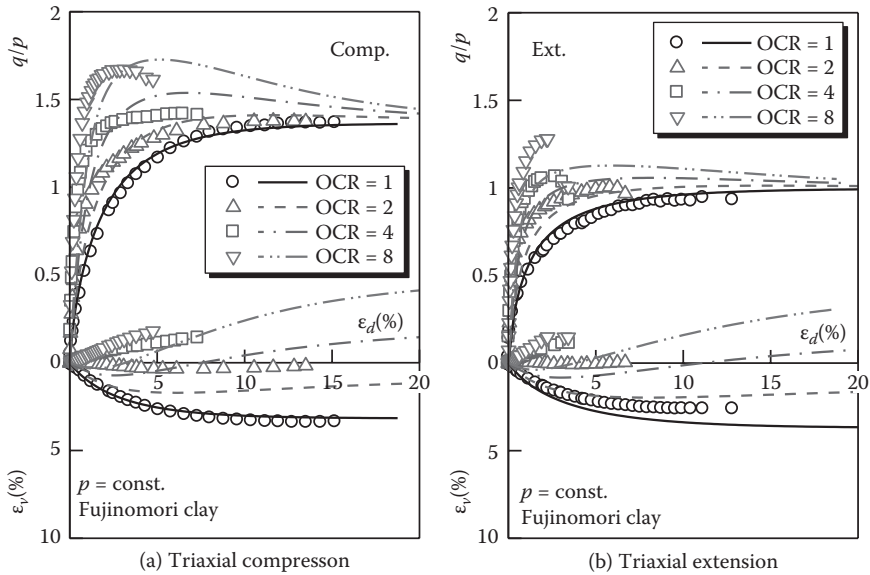 2
q/p
1.5
1
0.5
0
5
ε_v(%)
10
Comp.
OCR = 1
OCR = 2
OCR = 4
OCR = 8
ε_d(%)
5
10
15
20
p = const.
Fujinomori clay
(a) Triaxial compresson
2
q/p
1.5
1
0.5
0
5
ε_v(%)
10
Ext.
OCR = 1
OCR = 2
OCR = 4
OCR = 8
ε_d(%)
5
10
15
20
p = const.
Fujinomori clay
(b) Triaxial extension